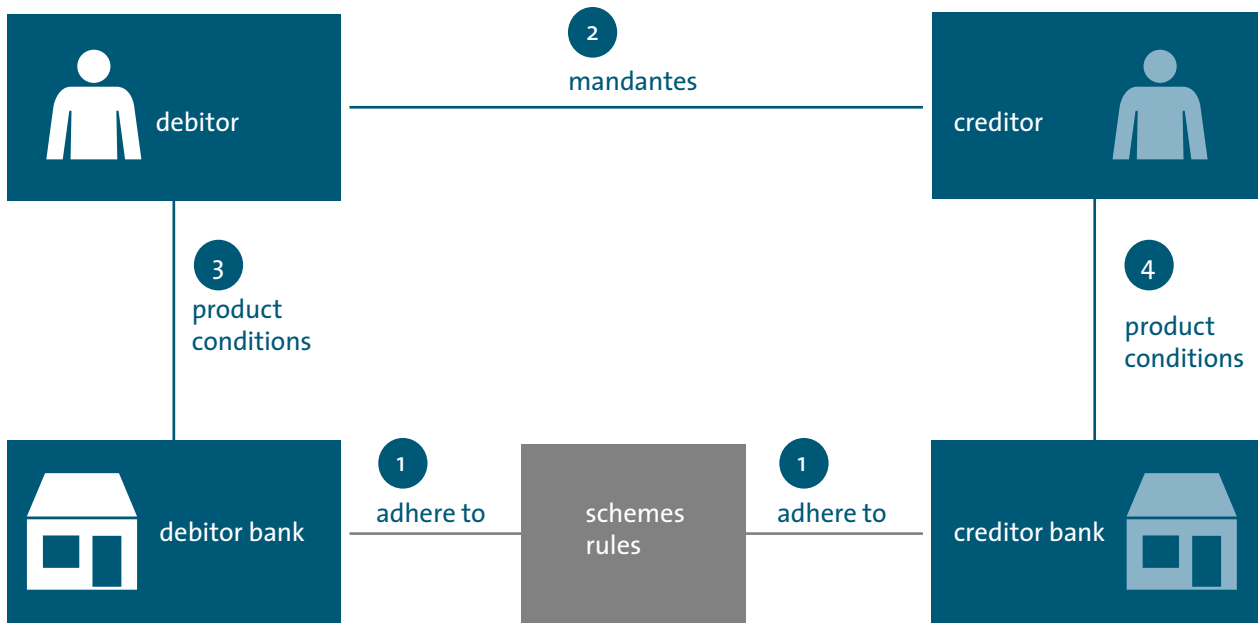 2
mandantes
debitor
creditor
3
product
conditions
4
product
conditions
1
adhere to
1
adhere to
debitor bank
schemes
rules
creditor bank